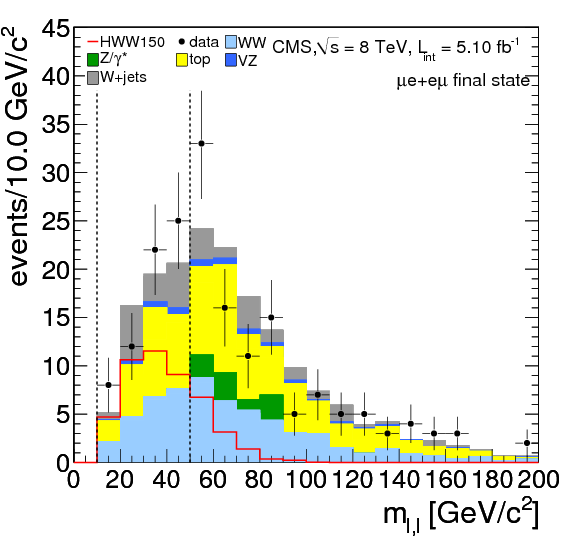 HWW150 data WW
Z/γ* top VZ
W+jets
CMS,√s = 8 TeV, L_int = 5.10 fb⁻¹
μe+eμ final state
events/10.0 GeV/c²
45
40
35
30
25
20
15
10
5
0
0 20 40 60 80 100 120 140 160 180 200
m_l,l [GeV/c²]